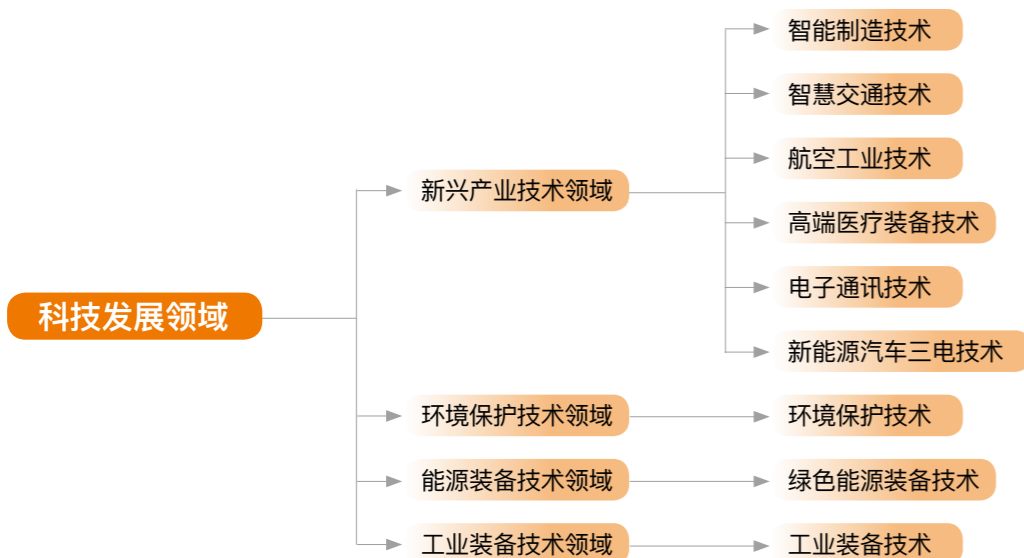 科技发展领域
新兴产业技术领域
智能制造技术
智慧交通技术
航空工业技术
高端医疗装备技术
电子通讯技术
新能源汽车三电技术
环境保护技术领域
环境保护技术
能源装备技术领域
绿色能源装备技术
工业装备技术领域
工业装备技术